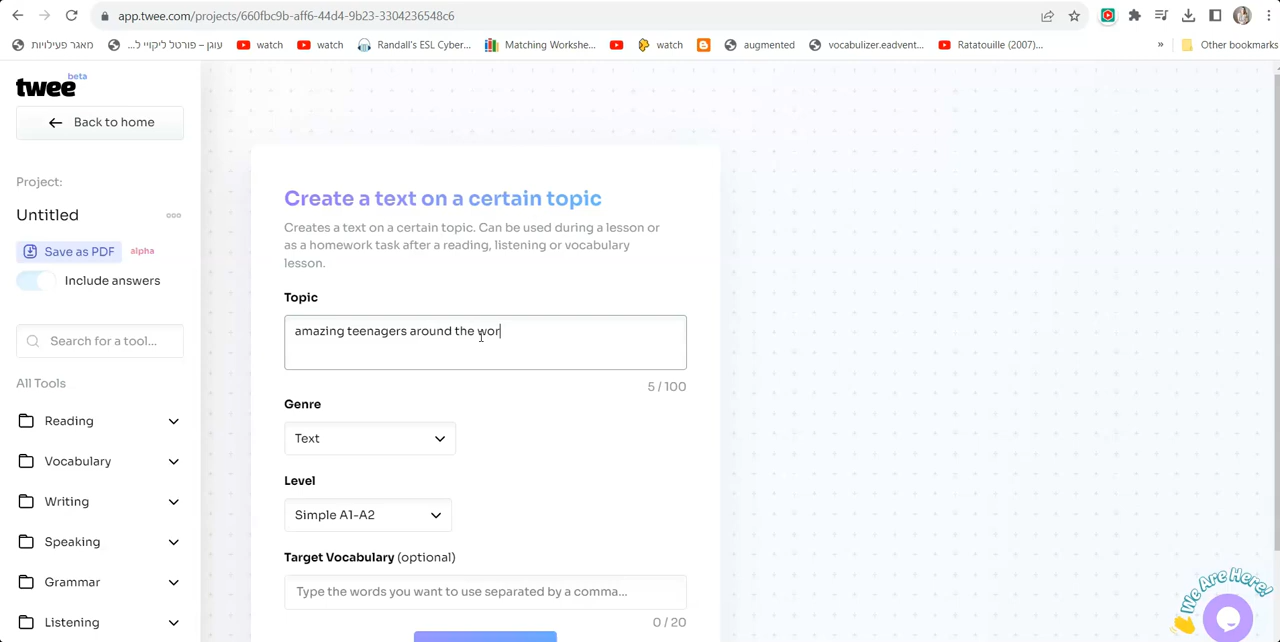 app.twee.com/projects/660fbc9b-aff6-44d4-9b23-3304236548c6
מאגר פעילויות
עוגן – פורטל ליקויי ל...
watch
watch
Randall's ESL Cyber...
Matching Workshe...
watch
augmented
vocabulizer.eadvent...
Ratatouille (2007)...
»
Other bookmarks
twee beta
Back to home
Project:
Untitled
Save as PDF alpha
Include answers
Search for a tool...
All Tools
Reading
Vocabulary
Writing
Speaking
Grammar
Listening
Create a text on a certain topic
Creates a text on a certain topic. Can be used during a lesson or
as a homework task after a reading, listening or vocabulary
lesson.
Topic
amazing teenagers around the wor
5 / 100
Genre
Text
Level
Simple A1-A2
Target Vocabulary (optional)
Type the words you want to use separated by a comma...
0 / 20
We Are Here!